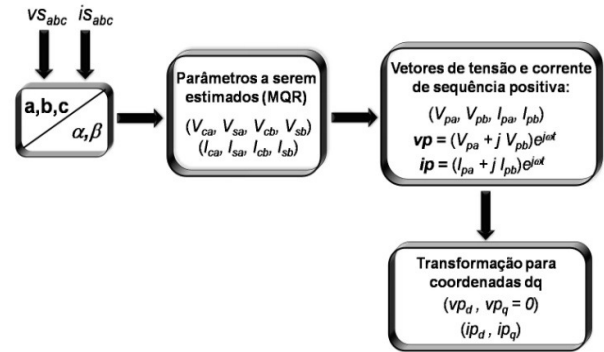 vs_abc is_abc
a,b,c
α,β
Parâmetros a serem
estimados (MQR)
(V_ca, V_sa, V_cb, V_sb)
(I_ca, I_sa, I_cb, I_sb)
Vetores de tensão e corrente
de sequência positiva:
(V_pa, V_pb, I_pa, I_pb)
vp = (V_pa + j V_pb)e^jωt
ip = (I_pa + j I_pb)e^jωt
Transformação para
coordenadas dq
(vp_d , vp_q = 0)
(ip_d , ip_q)